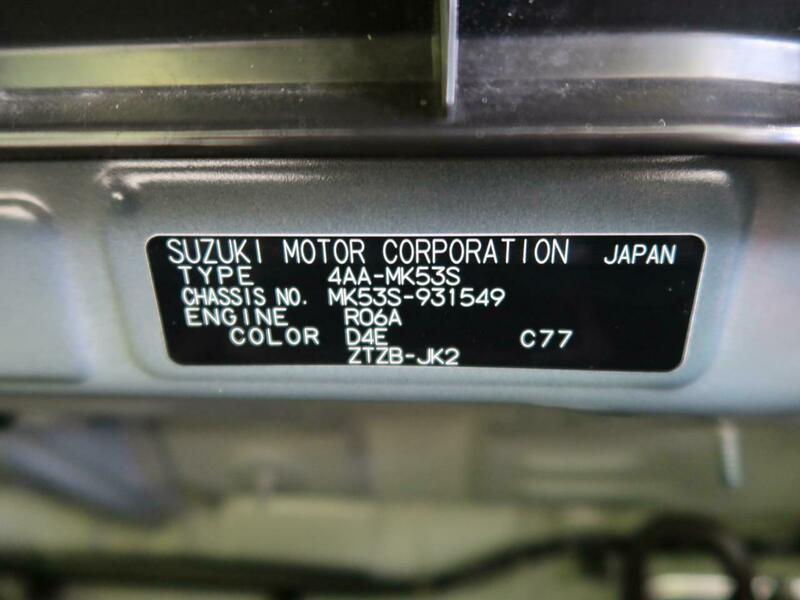 SUZUKI MOTOR CORPORATION JAPAN
TYPE 4AA-MK53S
CHASSIS NO. MK53S-931549
ENGINE R06A
COLOR D4E C77
ZTZB-JK2